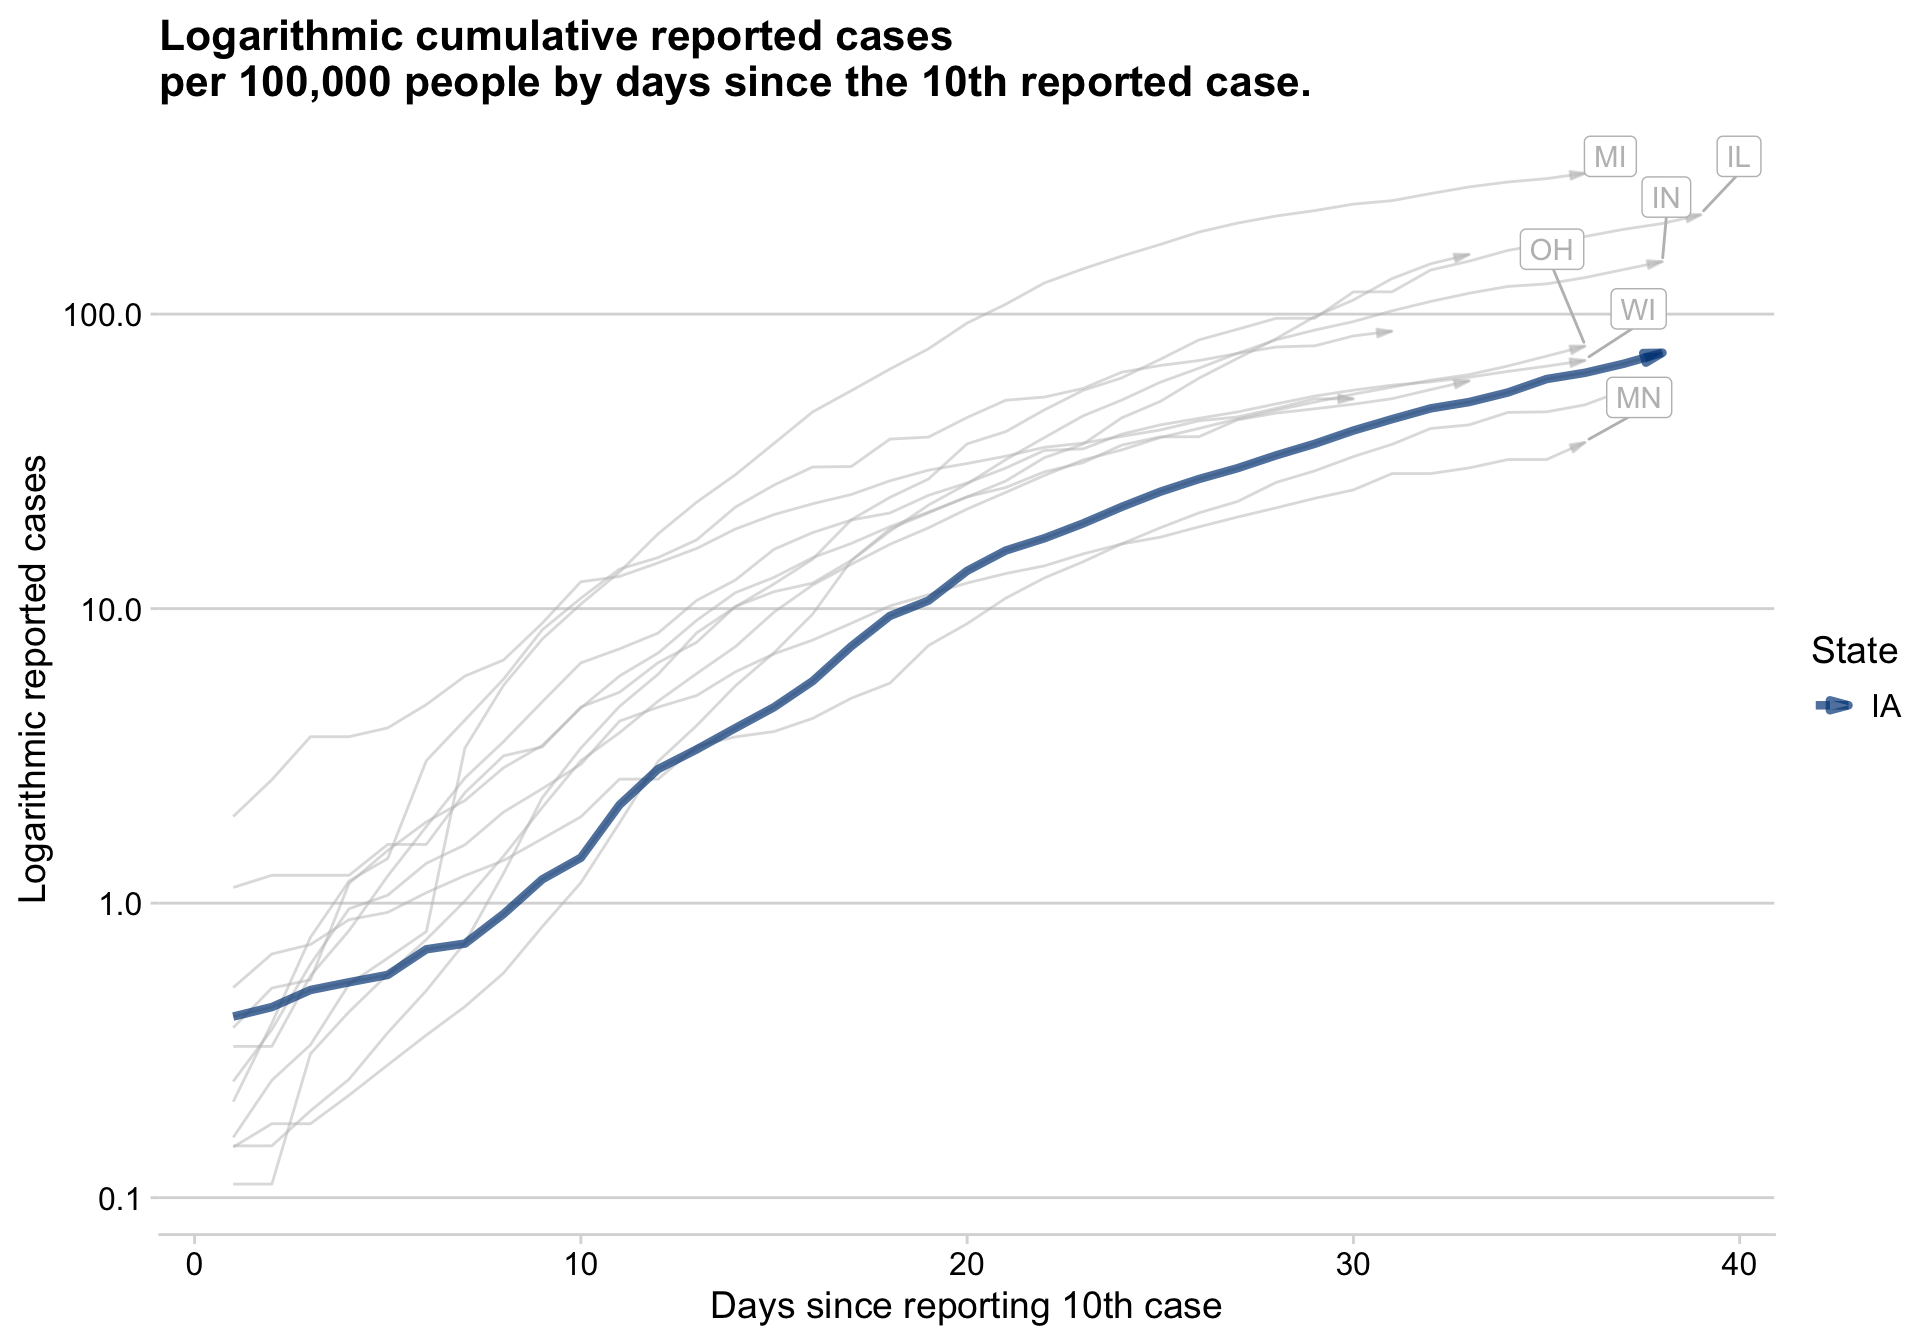 Logarithmic cumulative reported cases
per 100,000 people by days since the 10th reported case.
MI
IL
IN
OH
WI
MN
100.0
10.0
1.0
0.1
Logarithmic reported cases
State
IA
0
10
20
30
40
Days since reporting 10th case